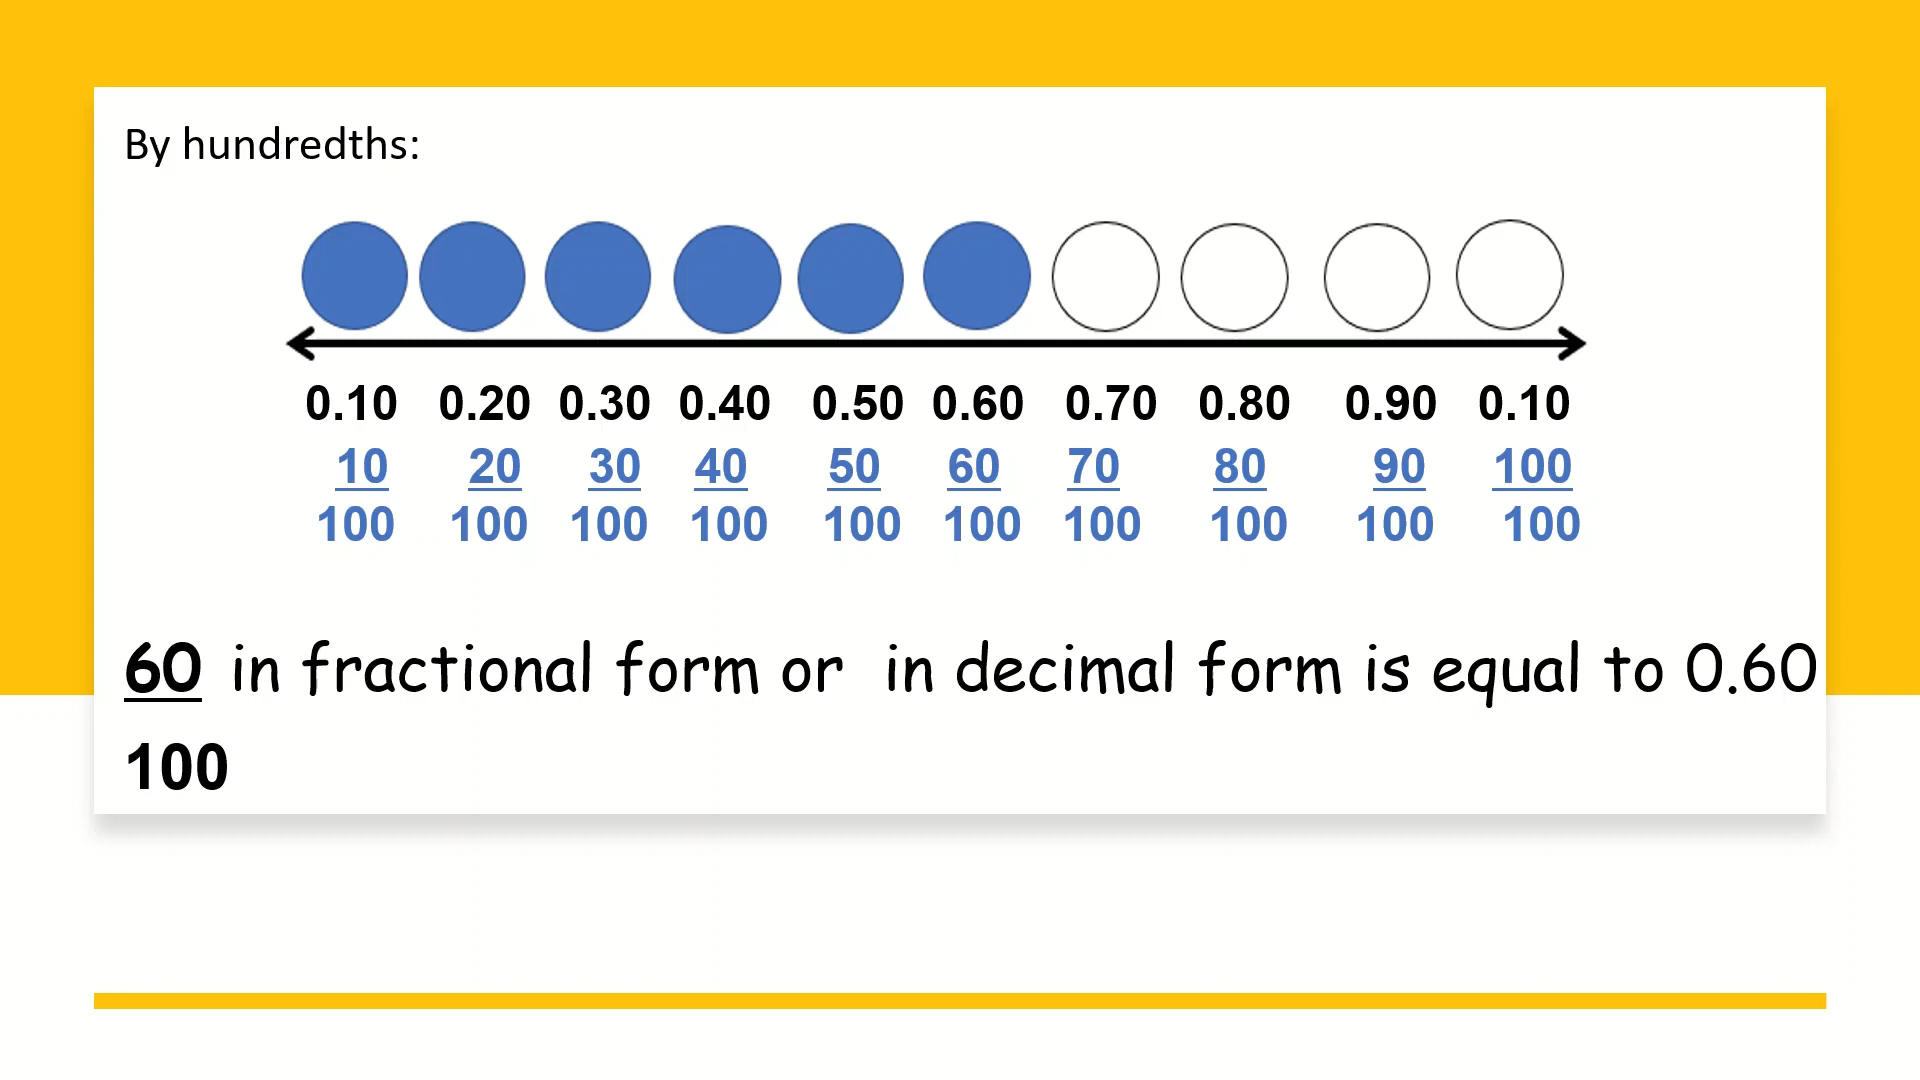 By hundredths:
0.10 0.20 0.30 0.40 0.50 0.60 0.70 0.80 0.90 0.10
10 20 30 40 50 60 70 80 90 100
100 100 100 100 100 100 100 100 100 100
60 in fractional form or in decimal form is equal to 0.60
100